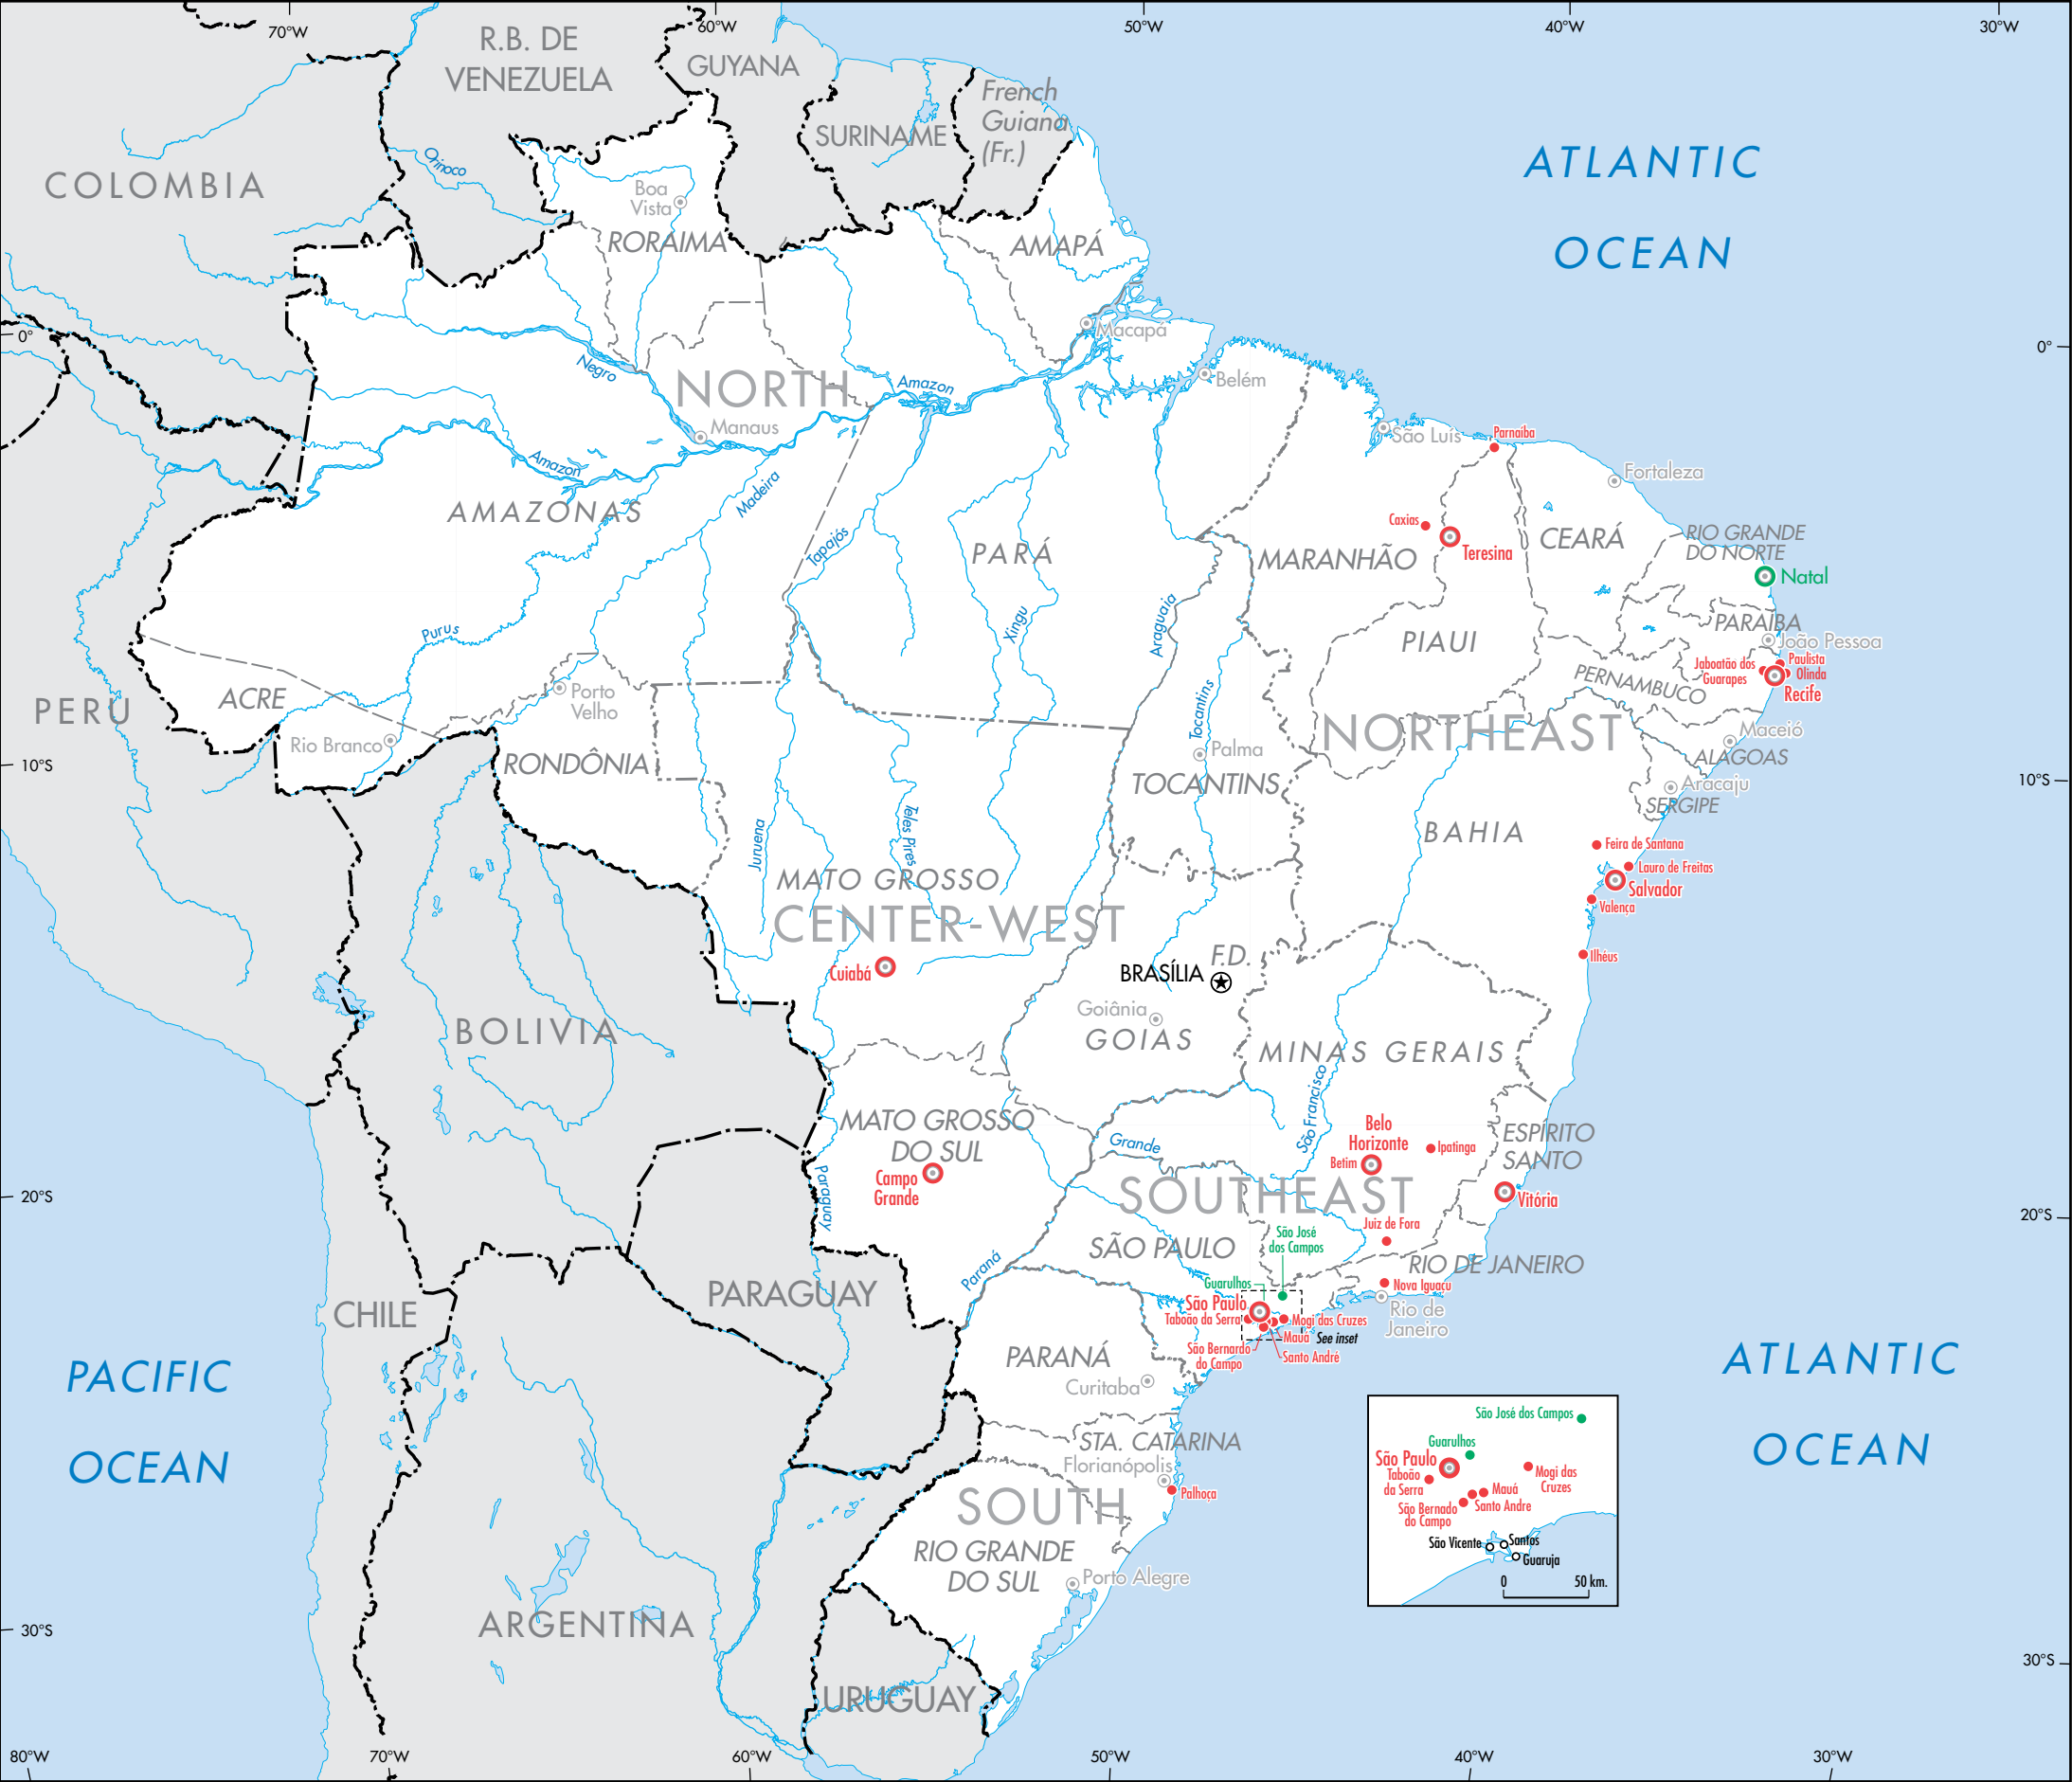 70°W
60°W
50°W
40°W
30°W
R.B. DE
VENEZUELA
GUYANA
SURINAME
French
Guiana
(Fr.)
COLOMBIA
Orinoco
ATLANTIC
OCEAN
Boa
Vista
RORAIMA
AMAPÁ
Macapá
0°
0°
Negro
NORTH
Amazon
Belém
Manaus
São Luís
Parnaiba
Amazon
Madeira
Fortaleza
AMAZONAS
Tapajós
PARÁ
Caxias
Teresina
MARANHÃO
CEARÁ
RIO GRANDE
DO NORTE
Natal
Purus
Xingu
Araguaia
PIAUI
PARAÍBA
João Pessoa
Jaboatão dos
Guarapes
Paulista
Olinda
Recife
PERNAMBUCO
PERU
ACRE
Porto
Velho
Rio Branco
RONDÔNIA
Tocantins
Palma
TOCANTINS
NORTHEAST
Maceió
ALAGOAS
Aracaju
SERGIPE
10°S
10°S
Juruena
Teles Pires
BAHIA
Feira de Santana
Lauro de Freitas
Salvador
Valença
Ilhéus
MATO GROSSO
CENTER-WEST
Cuiabá
F.D.
BRASÍLIA
Goiânia
GOIAS
BOLIVIA
MINAS GERAIS
São Francisco
MATO GROSSO
DO SUL
Campo
Grande
Paraguay
Grande
Belo
Horizonte
Betim
Ipatinga
ESPÍRITO
SANTO
Vitória
SOUTHEAST
20°S
20°S
Juiz de Fora
São José
dos Campos
SÃO PAULO
RIO DE JANEIRO
Paraná
Guarulhos
Nova Iguaçu
São Paulo
Taboão da Serra
Mogi das Cruzes
Mauá
See inset
Rio de
Janeiro
São Bernardo
do Campo
Santo André
PARAGUAY
CHILE
PACIFIC
OCEAN
ATLANTIC
OCEAN
PARANÁ
Curitaba
STA. CATARINA
Florianópolis
Palhoça
SOUTH
RIO GRANDE
DO SUL
Porto Alegre
ARGENTINA
URUGUAY
São José dos Campos
Guarulhos
São Paulo
Taboão
da Serra
Mogi das
Cruzes
Mauá
Santo Andre
São Bernado
do Campo
São Vicente
Santos
Guaruja
0
50 km.
30°S
30°S
80°W
70°W
60°W
50°W
40°W
30°W